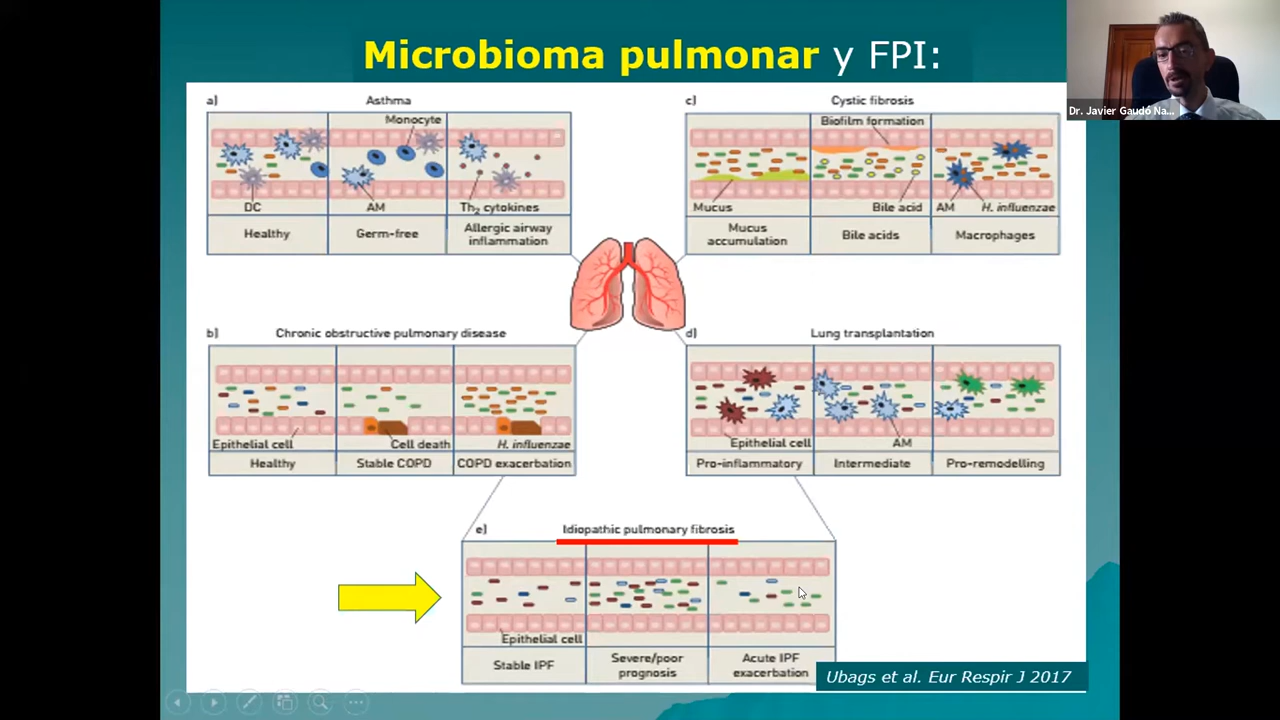 Microbioma pulmonar y FPI:
Dr. Javier Gaudó Na...
a) Asthma
Monocyte
DC
AM
Th2 cytokines
Healthy
Germ-free
Allergic airway
inflammation
c) Cystic fibrosis
Biofilm formation
Mucus
Bile acid
AM
H. influenzae
Mucus
accumulation
Bile acids
Macrophages
b) Chronic obstructive pulmonary disease
Epithelial cell
Cell death
H. influenzae
Healthy
Stable COPD
COPD exacerbation
d) Lung transplantation
Epithelial cell
AM
Pro-inflammatory
Intermediate
Pro-remodelling
e) Idiopathic pulmonary fibrosis
Epithelial cell
Stable IPF
Severe/poor
prognosis
Acute IPF
exacerbation
Ubags et al. Eur Respir J 2017